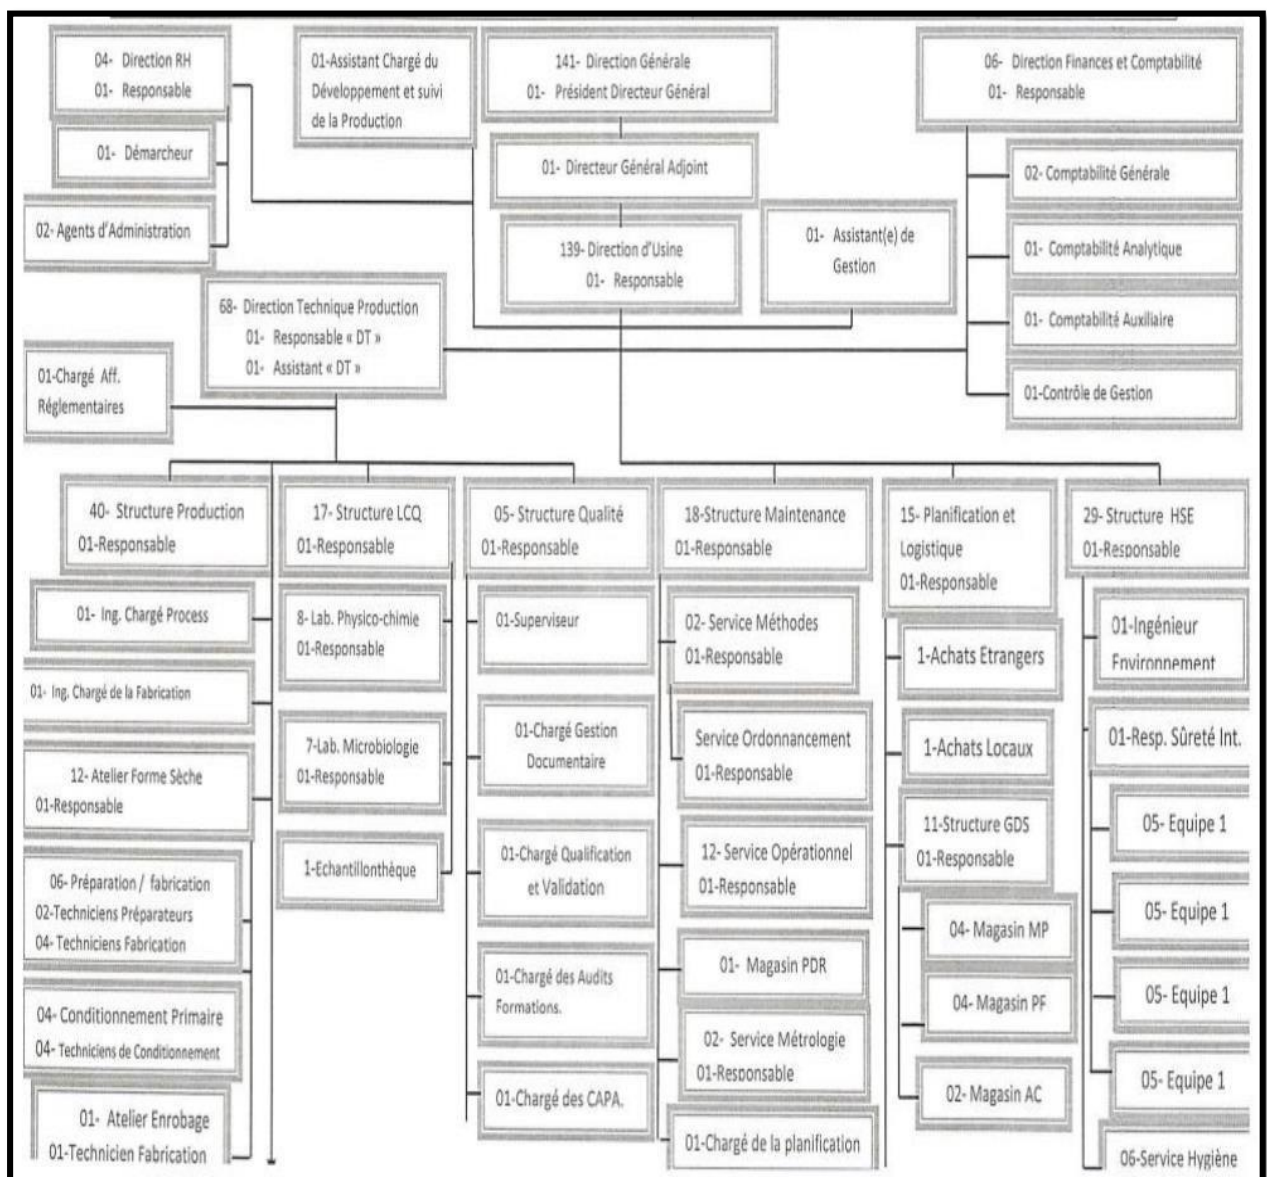 04- Direction RH
01- Responsable
01- Démarcheur
02- Agents d'Administration
01-Assistant Chargé du
Développement et suivi
de la Production
141- Direction Générale
01- Président Directeur Général
01- Directeur Général Adjoint
139- Direction d'Usine
01- Responsable
01- Assistant(e) de
Gestion
06- Direction Finances et Comptabilité
01- Responsable
02- Comptabilité Générale
01- Comptabilité Analytique
01- Comptabilité Auxiliaire
01-Contrôle de Gestion
68- Direction Technique Production
01- Responsable « DT »
01- Assistant « DT »
01-Chargé Aff.
Réglementaires
40- Structure Production
01-Responsable
01- Ing. Chargé Process
01- Ing. Chargé de la Fabrication
12- Atelier Forme Sèche
01-Responsable
06- Préparation / fabrication
02-Techniciens Préparateurs
04- Techniciens Fabrication
04- Conditionnement Primaire
04- Techniciens de Conditionnement
01- Atelier Enrobage
01-Technicien Fabrication
17- Structure LCQ
01-Responsable
8- Lab. Physico-chimie
01-Responsable
7-Lab. Microbiologie
01-Responsable
1-Echantillonthèque
05- Structure Qualité
01-Responsable
01-Superviseur
01-Chargé Gestion
Documentaire
01-Chargé Qualification
et Validation
01-Chargé des Audits
Formations.
01-Chargé des CAPA.
18-Structure Maintenance
01-Responsable
02- Service Méthodes
01-Responsable
Service Ordonnancement
01-Responsable
12- Service Opérationnel
01-Responsable
01- Magasin PDR
02- Service Métrologie
01-Responsable
01-Chargé de la planification
15- Planification et
Logistique
01-Responsable
1-Achats Etrangers
1-Achats Locaux
11-Structure GDS
01-Responsable
04- Magasin MP
04- Magasin PF
02- Magasin AC
29- Structure HSE
01-Responsable
01-Ingénieur
Environnement
01-Resp. Sûreté Int.
05- Equipe 1
05- Equipe 1
05- Equipe 1
05- Equipe 1
06-Service Hygiène